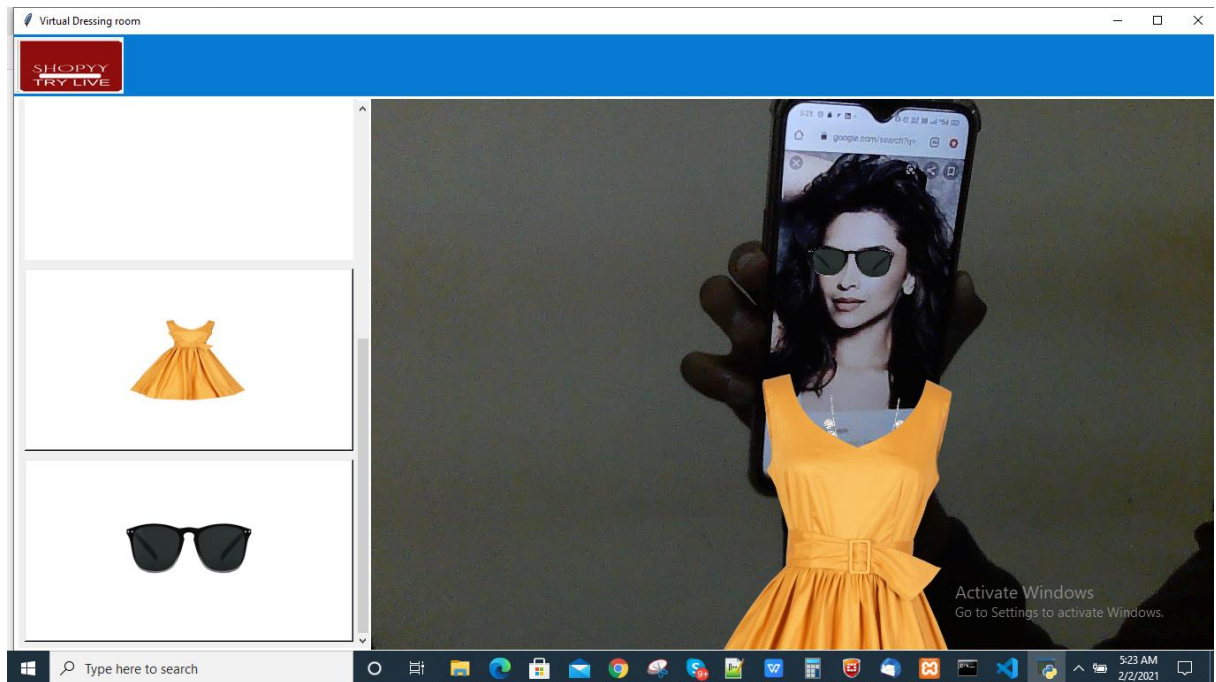 Virtual Dressing room
SHOPYY
TRY LIVE
google.com/search?q=
Activate Windows
Go to Settings to activate Windows.
Type here to search
5:23 AM
2/2/2021